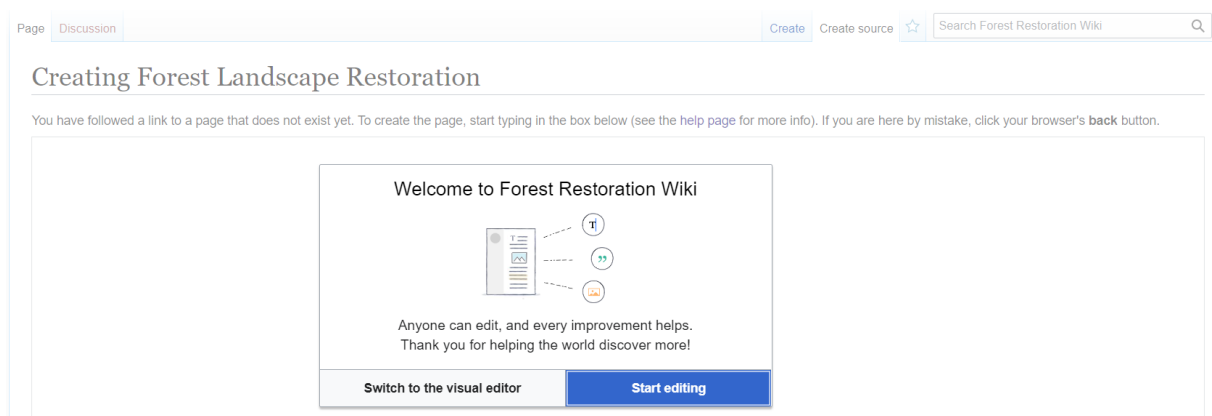 Page Discussion Create Create source Search Forest Restoration Wiki
Creating Forest Landscape Restoration
You have followed a link to a page that does not exist yet. To create the page, start typing in the box below (see the help page for more info). If you are here by mistake, click your browser's back button.
Welcome to Forest Restoration Wiki
T
T
"
Anyone can edit, and every improvement helps.
Thank you for helping the world discover more!
Switch to the visual editor Start editing